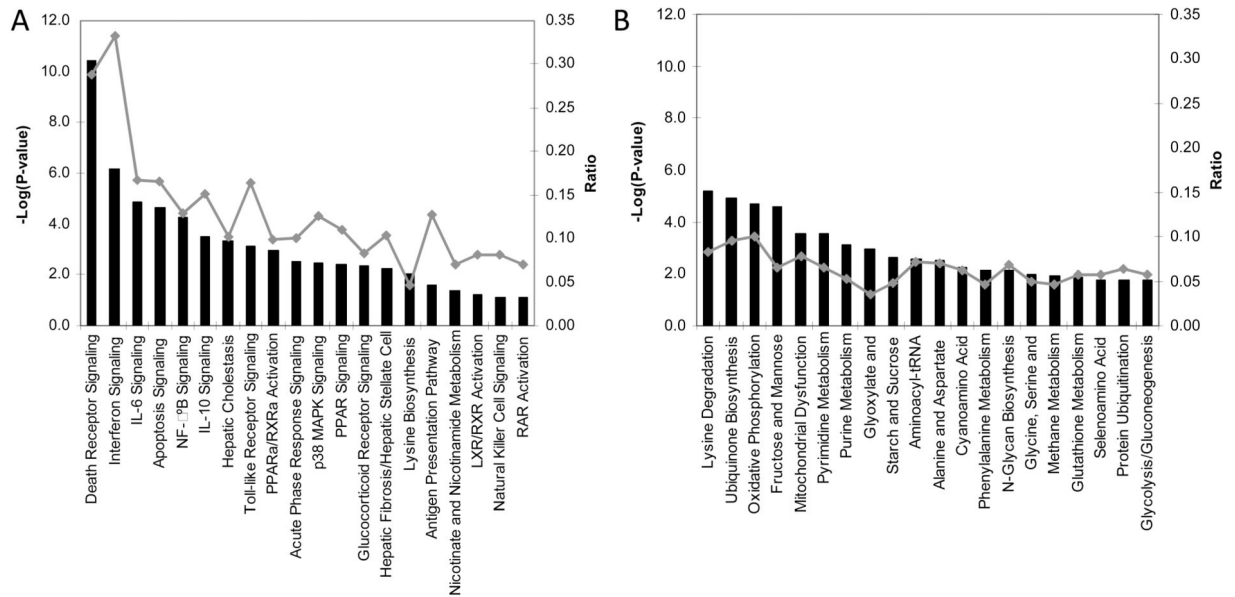 A
12.0
10.0
8.0
6.0
4.0
2.0
0.0
-Log(P-value)
0.35
0.30
0.25
0.20
0.15
0.10
0.05
0.00
Ratio
Death Receptor Signaling
Interferon Signaling
IL-6 Signaling
Apoptosis Signaling
NF-□ºB Signaling
IL-10 Signaling
Hepatic Cholestasis
Toll-like Receptor Signaling
PPARa/RXRa Activation
Acute Phase Response Signaling
p38 MAPK Signaling
PPAR Signaling
Glucocorticoid Receptor Signaling
Hepatic Fibrosis/Hepatic Stellate Cell
Lysine Biosynthesis
Antigen Presentation Pathway
Nicotinate and Nicotinamide Metabolism
LXR/RXR Activation
Natural Killer Cell Signaling
RAR Activation
B
12.0
10.0
8.0
6.0
4.0
2.0
0.0
-Log(P-value)
0.35
0.30
0.25
0.20
0.15
0.10
0.05
0.00
Ratio
Lysine Degradation
Ubiquinone Biosynthesis
Oxidative Phosphorylation
Fructose and Mannose
Mitochondrial Dysfunction
Pyrimidine Metabolism
Purine Metabolism
Glyoxylate and
Starch and Sucrose
Aminoacyl-tRNA
Alanine and Aspartate
Cyanoamino Acid
Phenylalanine Metabolism
N-Glycan Biosynthesis
Glycine, Serine and
Methane Metabolism
Glutathione Metabolism
Selenoamino Acid
Protein Ubiquitination
Glycolysis/Gluconeogenesis